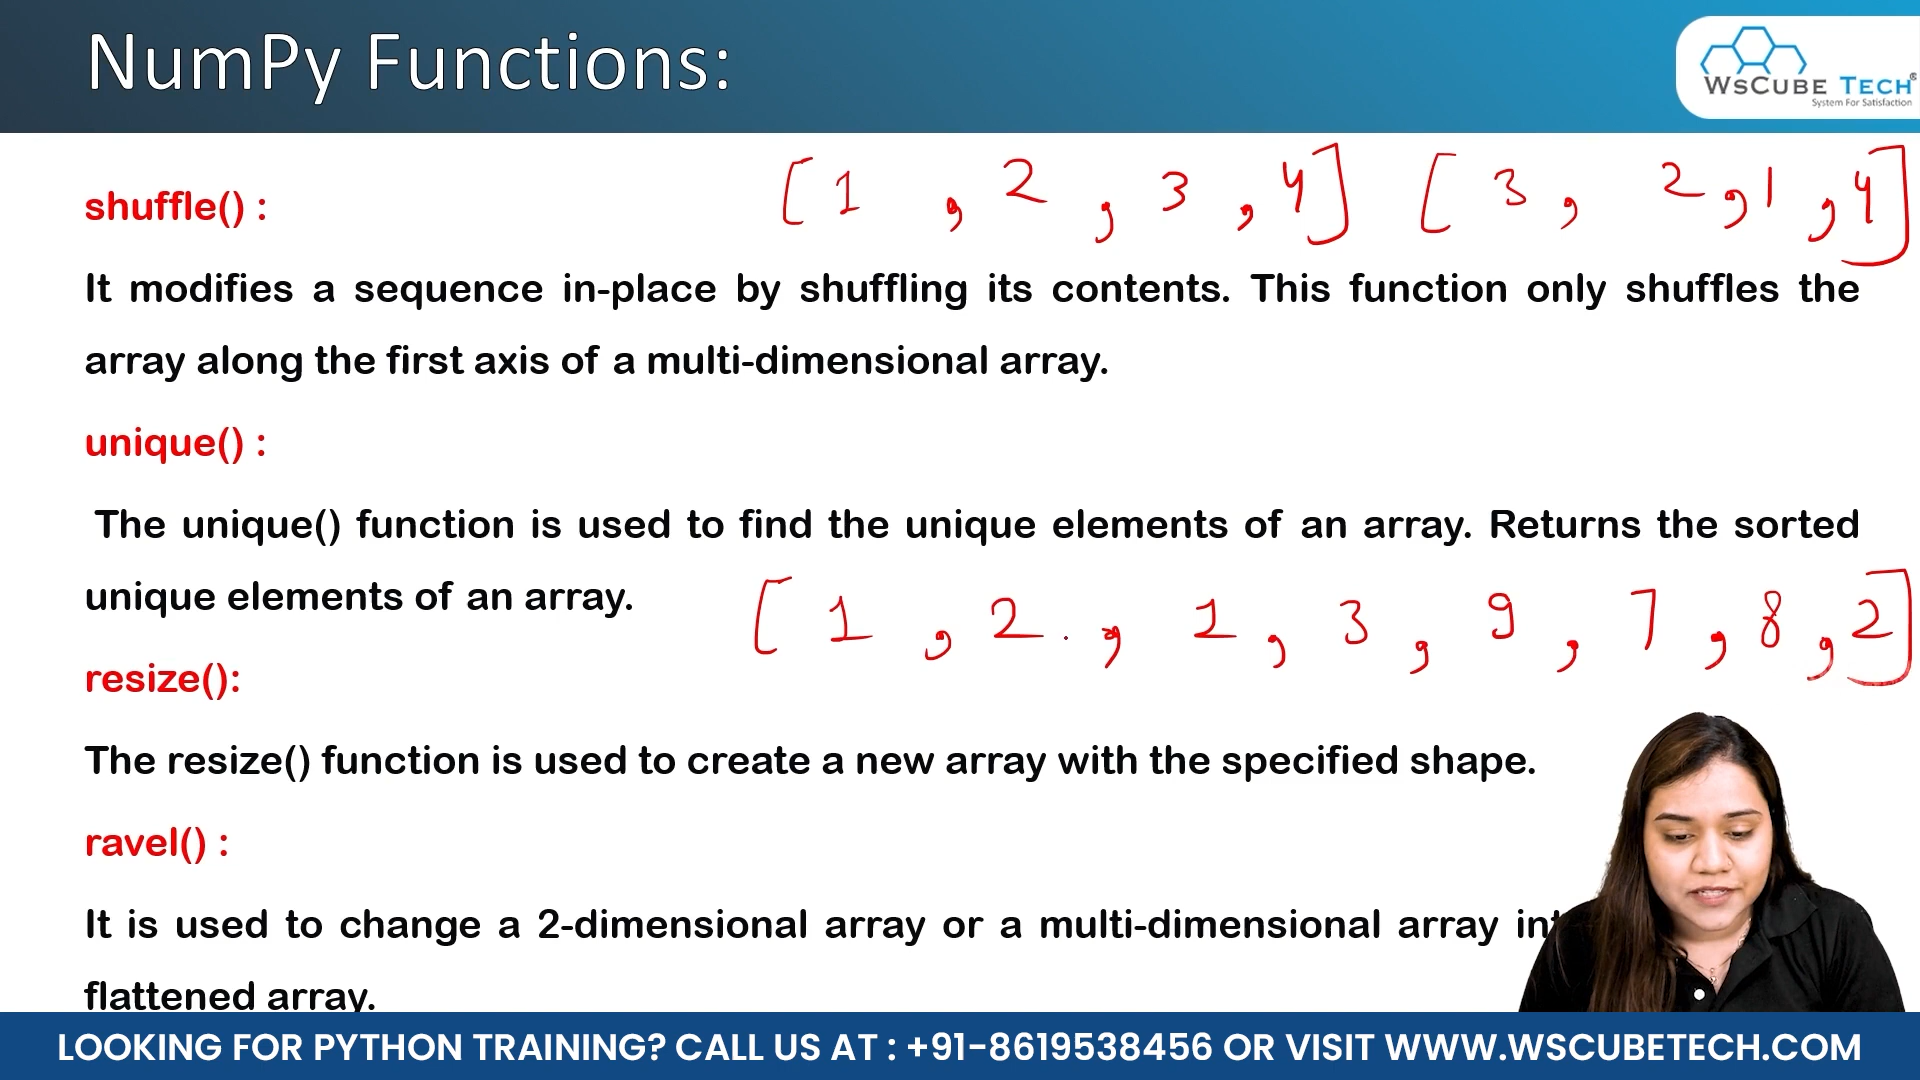 NumPy Functions:
WsCube Tech®
System For Satisfaction
shuffle() :
[1 , 2 , 3 , 4] [3 , 2 , 1 , 4]
It modifies a sequence in-place by shuffling its contents. This function only shuffles the
array along the first axis of a multi-dimensional array.
unique() :
The unique() function is used to find the unique elements of an array. Returns the sorted
unique elements of an array.
[1 , 2 , 1 , 3 , 9 , 7 , 8 , 2]
resize():
The resize() function is used to create a new array with the specified shape.
ravel() :
It is used to change a 2-dimensional array or a multi-dimensional array
flattened array.
LOOKING FOR PYTHON TRAINING? CALL US AT : +91-8619538456 OR VISIT WWW.WSCUBETECH.COM